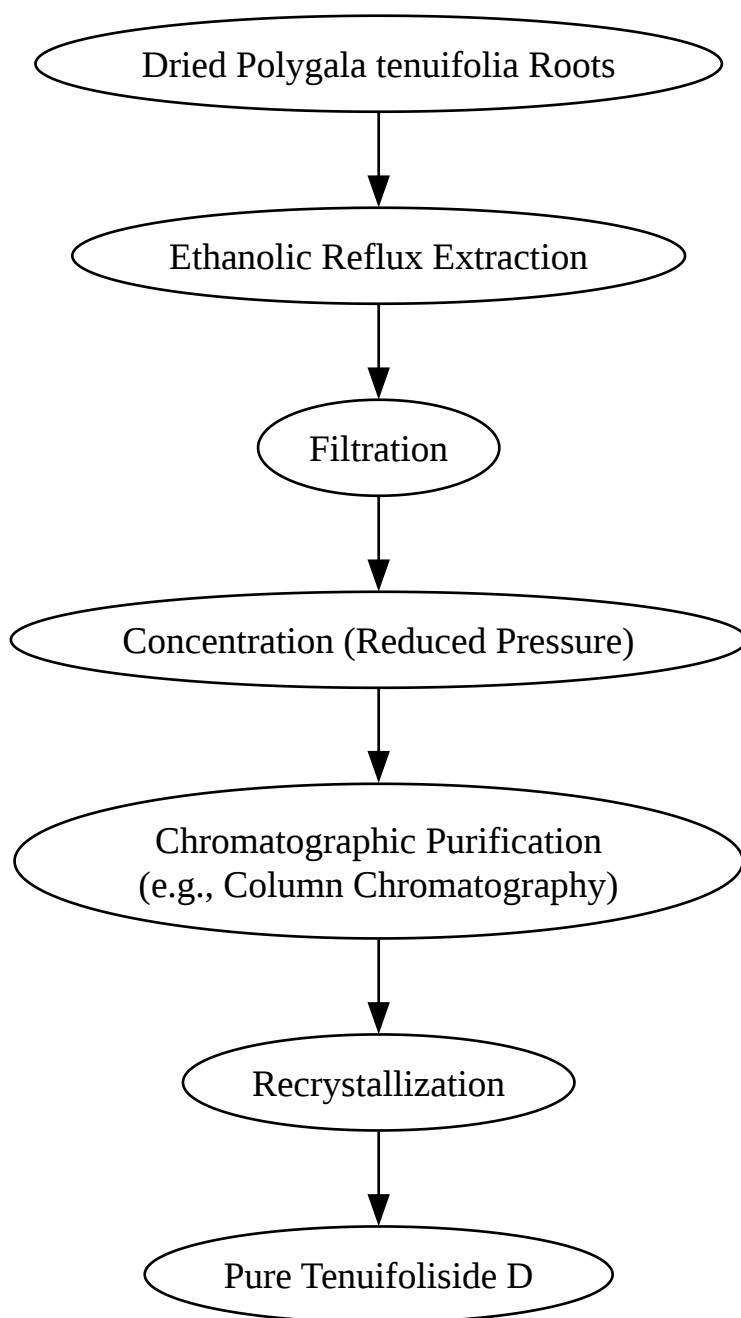 Dried Polygala tenuifolia Roots
Ethanolic Reflux Extraction
Filtration
Concentration (Reduced Pressure)
Chromatographic Purification
(e.g., Column Chromatography)
Recrystallization
Pure Tenuifoliside D